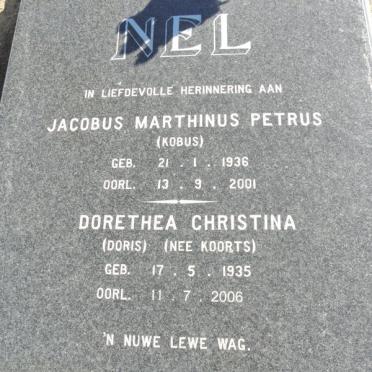 NEL
IN LIEFDEVOLLE HERINNERING AAN
JACOBUS MARTHINUS PETRUS
(KOBUS)
GEB. 21 . 1 . 1936
OORL. 13 . 9 . 2001
DORETHEA CHRISTINA
(DORIS) (NEE KOORTS)
GEB. 17 . 5 . 1935
OORL. 11 . 7 . 2006
'N NUWE LEWE WAG.